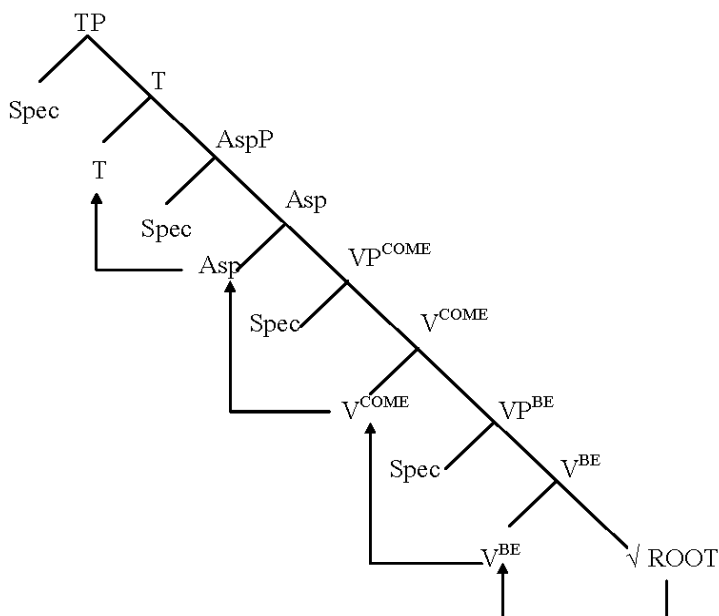 TP
Spec
T
T
AspP
Spec
Asp
Asp
VP^COME
Spec
V^COME
V^COME
VP^BE
Spec
V^BE
V^BE
√ ROOT